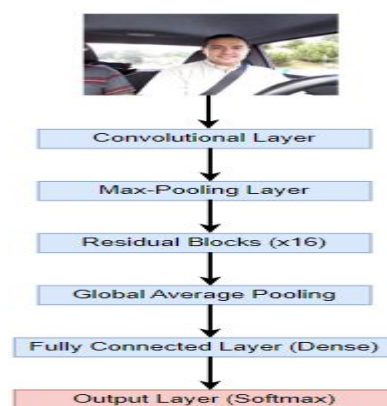 Convolutional Layer
Max-Pooling Layer
Residual Blocks (x16)
Global Average Pooling
Fully Connected Layer (Dense)
Output Layer (Softmax)